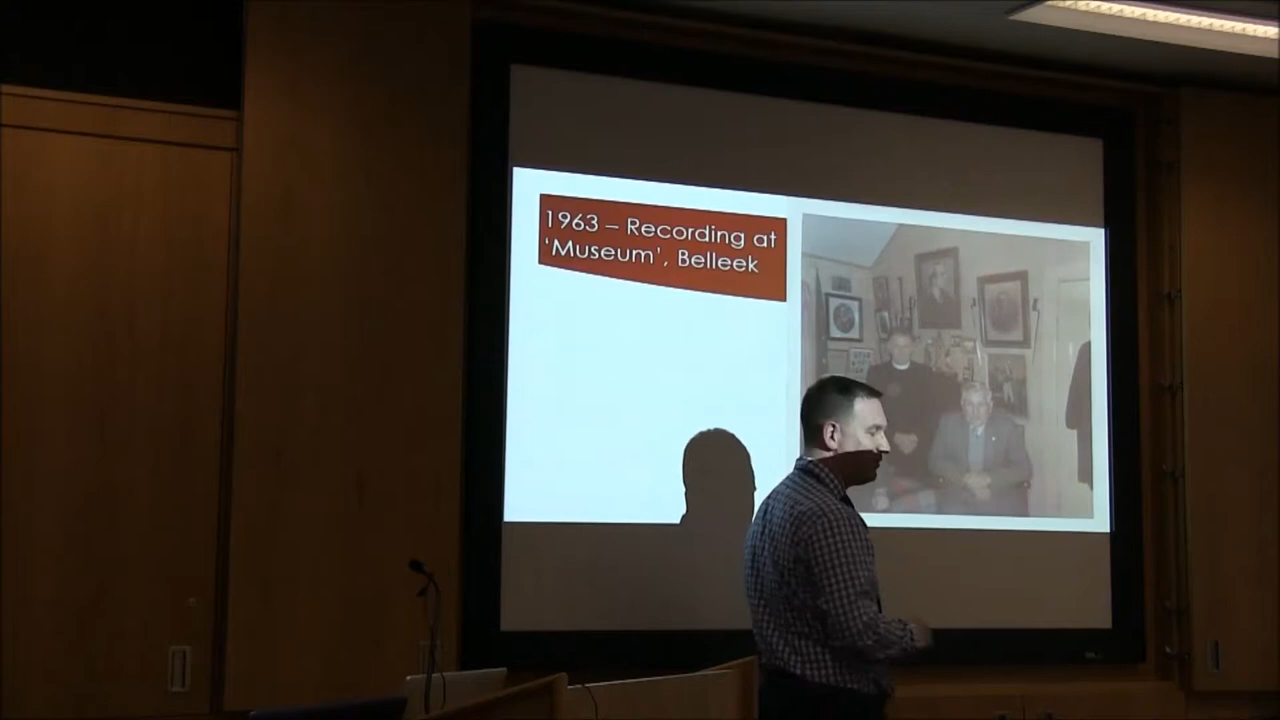 1963 – Recording at
‘Museum’, Belleek